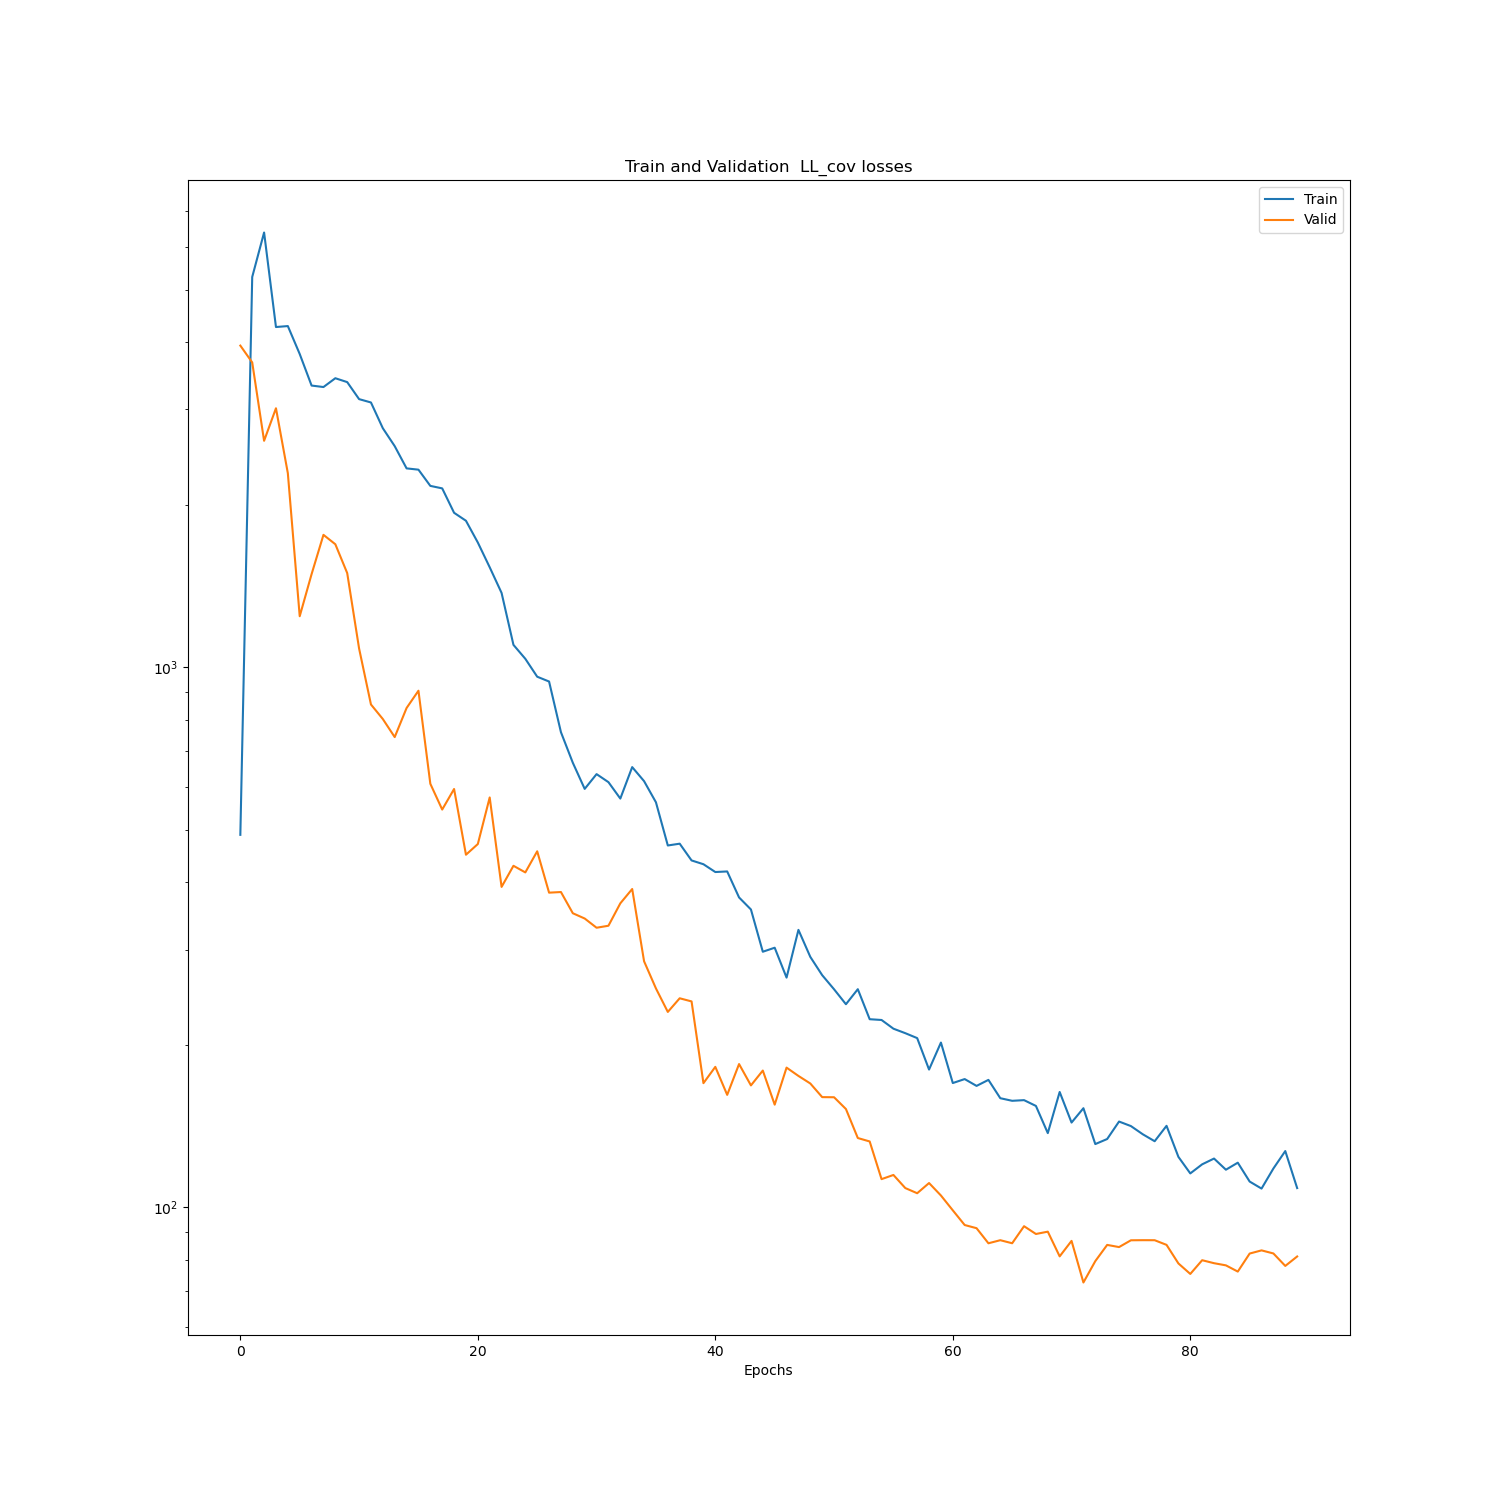 Train and Validation  LL_cov losses
Train
Valid
10³
10²
0 20 40 60 80
Epochs